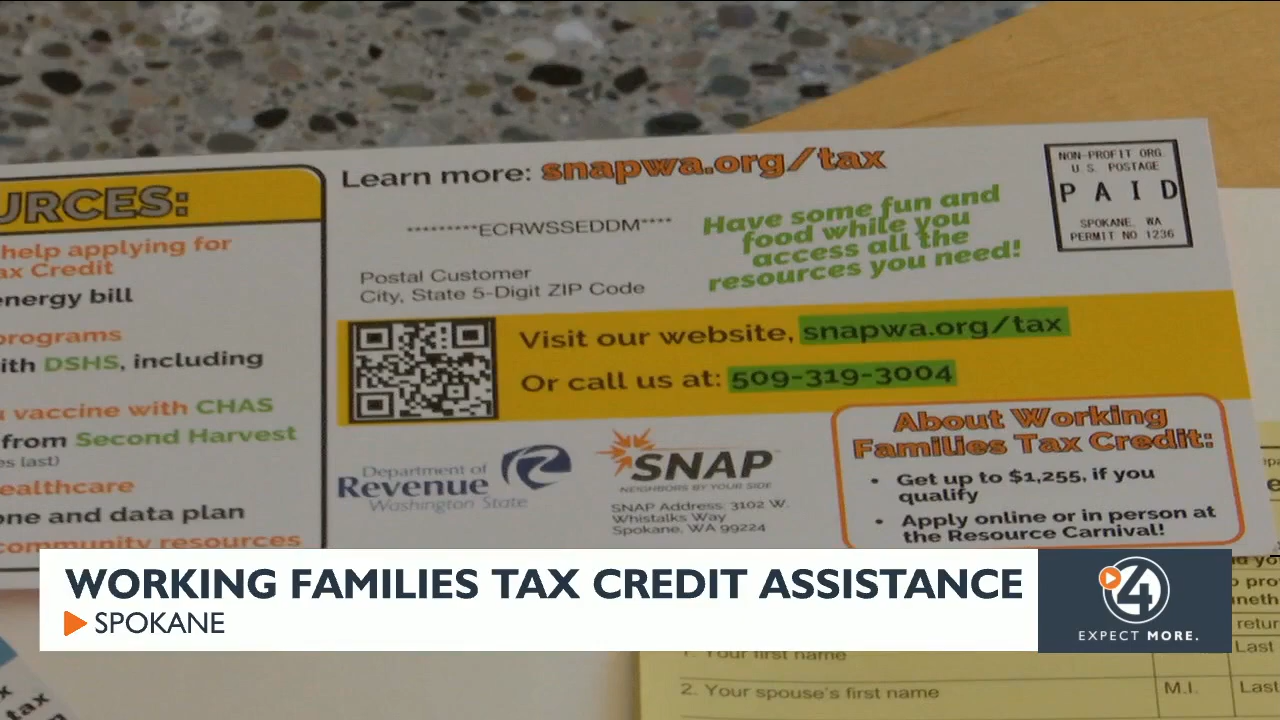 URCES:
help applying for
ax Credit
energy bill
programs
ith DSHS, including
u vaccine with CHAS
from Second Harvest
es last)
ealthcare
one and data plan
community resources
Learn more: snapwa.org/tax
*********ECRWSSEDDM****
Postal Customer
City, State 5-Digit ZIP Code
Have some fun and
food while you
access all the
resources you need!
NON-PROFIT ORG.
U.S. POSTAGE
PAID
SPOKANE, WA
PERMIT NO 1236
Visit our website, snapwa.org/tax
Or call us at: 509-319-3004
Department of
Revenue
Washington State
SNAP
NEIGHBORS BY YOUR SIDE
SNAP Address: 3102 W.
Whistalks Way
Spokane, WA 99224
About Working
Families Tax Credit:
• Get up to $1,255, if you
qualify
• Apply online or in person at
the Resource Carnival!
WORKING FAMILIES TAX CREDIT ASSISTANCE
SPOKANE
4
EXPECT MORE.
retur
1. Your first name
Last
2. Your spouse's first name
M.I.
Last
tax